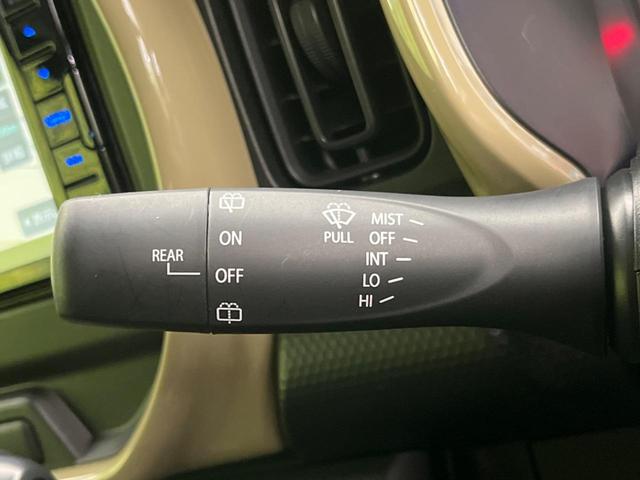 REAR
ON
OFF
PULL
MIST
OFF
INT
LO
HI